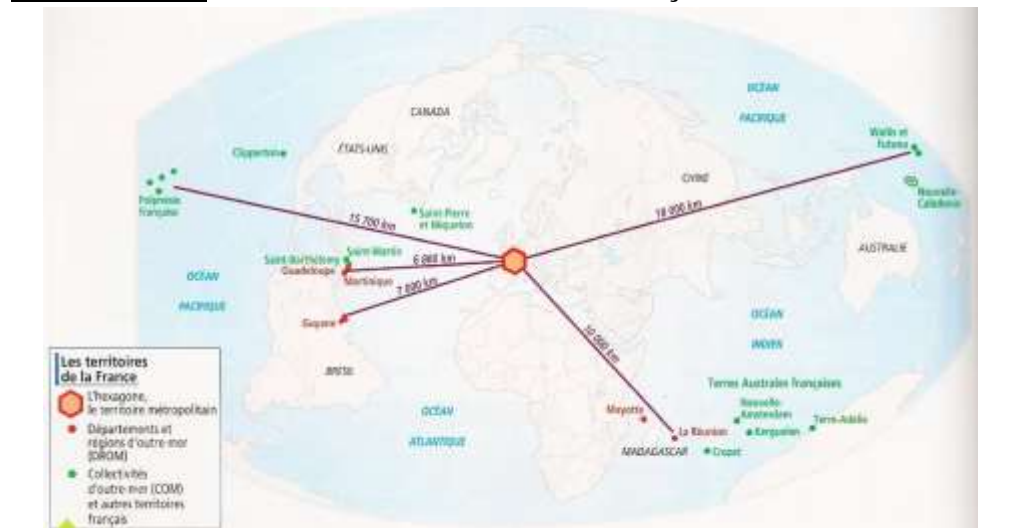 OCÉAN
PACIFIQUE
CANADA
ÉTATS-UNIS
Clipperton
Wallis et
Futuna
CHINE
Polynésie
française
Nouvelle-
Calédonie
15 700 km
Saint-Pierre
et Miquelon
18 000 km
AUSTRALIE
Saint-Barthélemy
Saint-Martin
6 800 km
Guadeloupe
Martinique
7 000 km
OCÉAN
PACIFIQUE
Guyane
OCÉAN
INDIEN
10 000 km
BRÉSIL
Terres Australes françaises
OCÉAN
ATLANTIQUE
Mayotte
Nouvelle-
Amsterdam
La Réunion
Kerguelen
Terre-Adélie
MADAGASCAR
Crozet
Les territoires
de la France
L'hexagone,
le territoire métropolitain
Départements et
régions d'outre-mer
(DROM)
Collectivités
d'outre-mer (COM)
et autres territoires
français